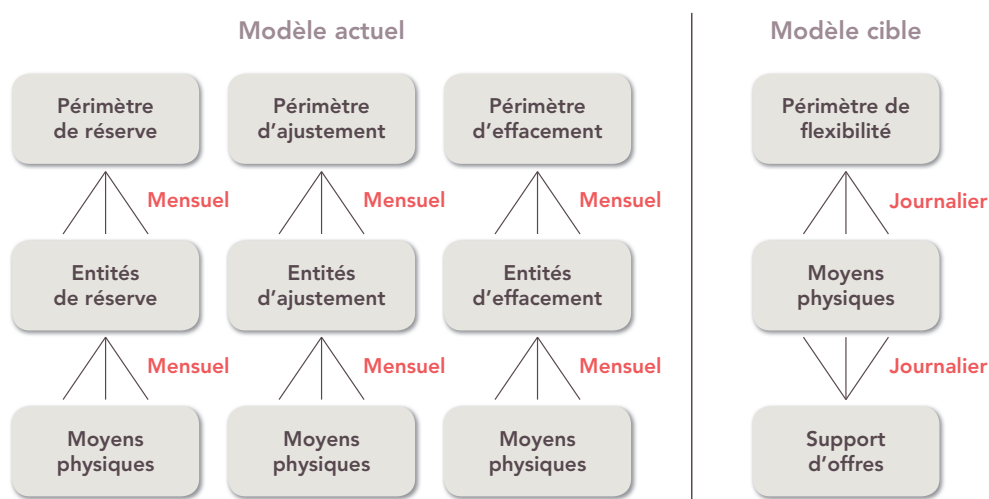 Modèle actuel
Modèle cible
Périmètre
de réserve
Périmètre
d'ajustement
Périmètre
d'effacement
Périmètre de
flexibilité
Mensuel
Mensuel
Mensuel
Journalier
Entités
de réserve
Entités
d'ajustement
Entités
d'effacement
Moyens
physiques
Mensuel
Mensuel
Mensuel
Journalier
Moyens
physiques
Moyens
physiques
Moyens
physiques
Support
d'offres